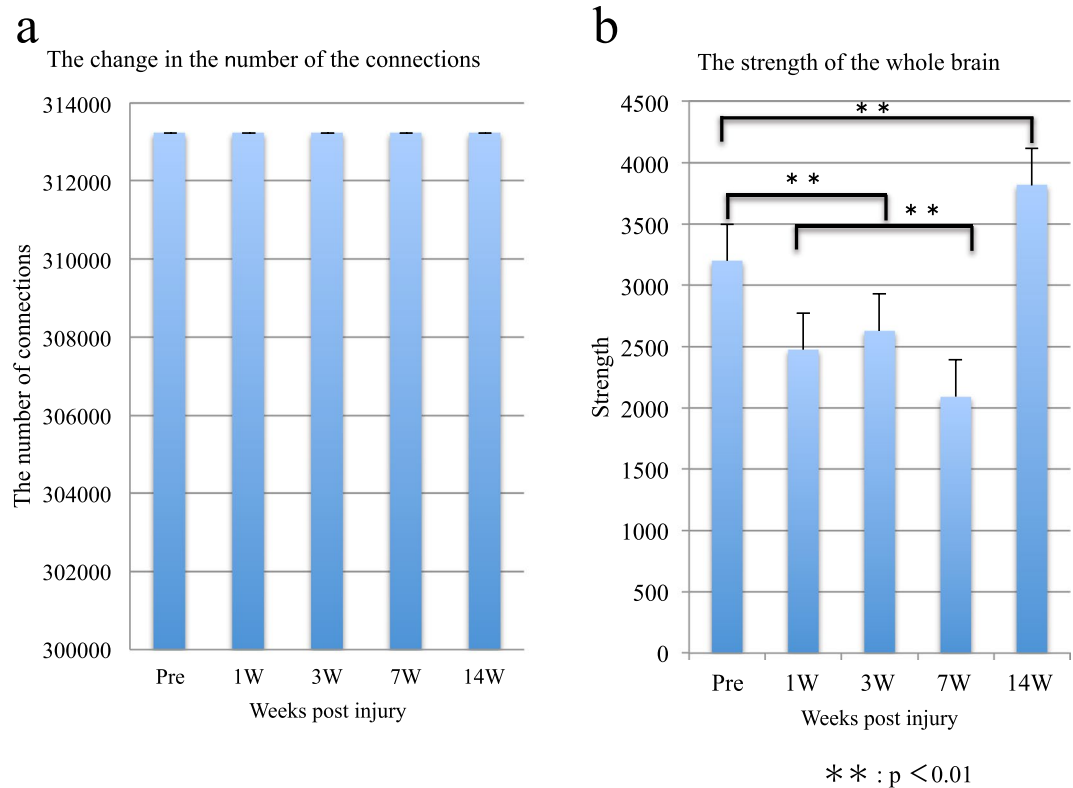 a
The change in the number of the connections
314000
312000
310000
308000
306000
304000
302000
300000
The number of connections
Pre 1W 3W 7W 14W
Weeks post injury
b
The strength of the whole brain
4500
4000
3500
3000
2500
2000
1500
1000
500
0
Strength
＊＊
＊＊
＊＊
Pre 1W 3W 7W 14W
Weeks post injury
＊＊ : p ＜0.01